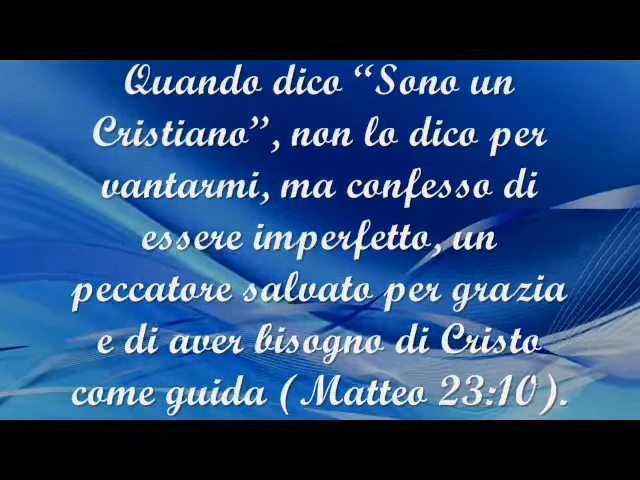 Quando dico “Sono un
Cristiano”, non lo dico per
vantarmi, ma confesso di
essere imperfetto, un
peccatore salvato per grazia
e di aver bisogno di Cristo
come guida (Matteo 23:10).